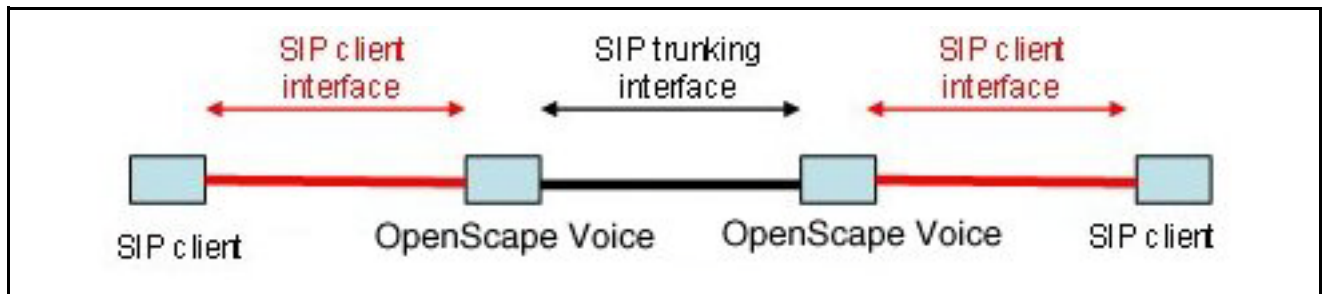 SIP client
interface
SIP trunking
interface
SIP client
interface
SIP client
OpenScape Voice
OpenScape Voice
SIP client